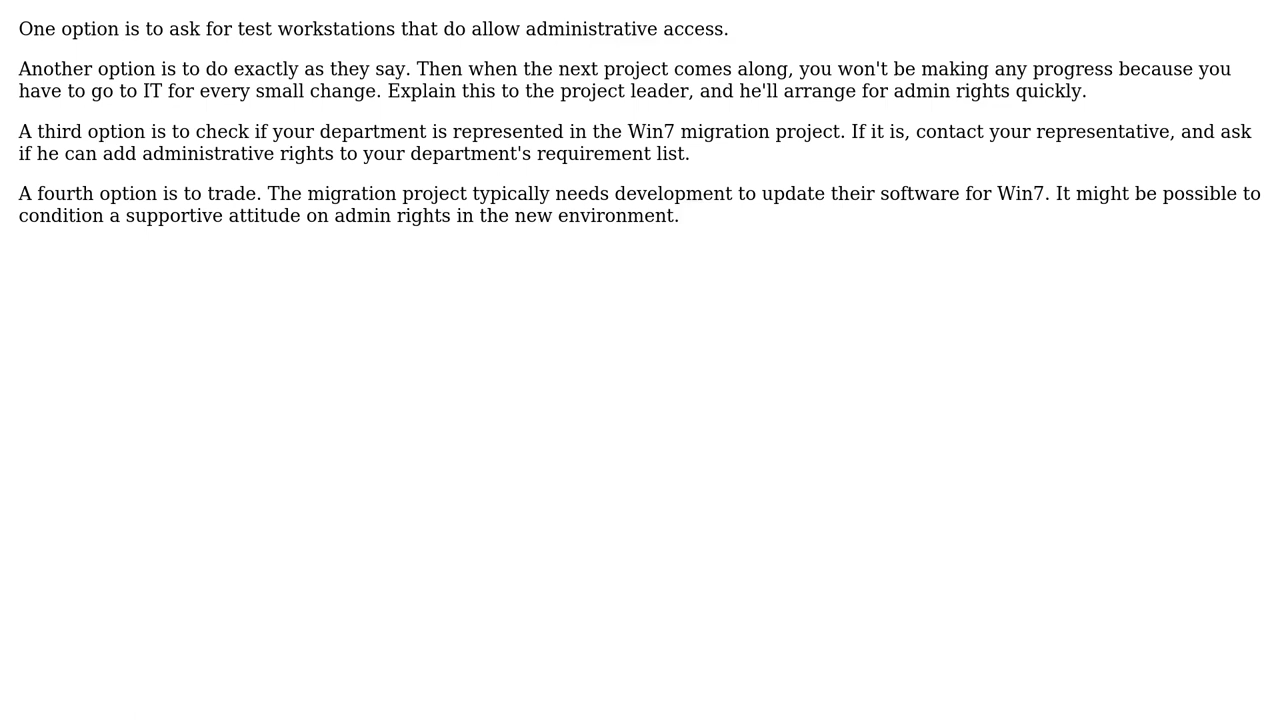 One option is to ask for test workstations that do allow administrative access.
Another option is to do exactly as they say. Then when the next project comes along, you won't be making any progress because you
have to go to IT for every small change. Explain this to the project leader, and he'll arrange for admin rights quickly.
A third option is to check if your department is represented in the Win7 migration project. If it is, contact your representative, and ask
if he can add administrative rights to your department's requirement list.
A fourth option is to trade. The migration project typically needs development to update their software for Win7. It might be possible to
condition a supportive attitude on admin rights in the new environment.